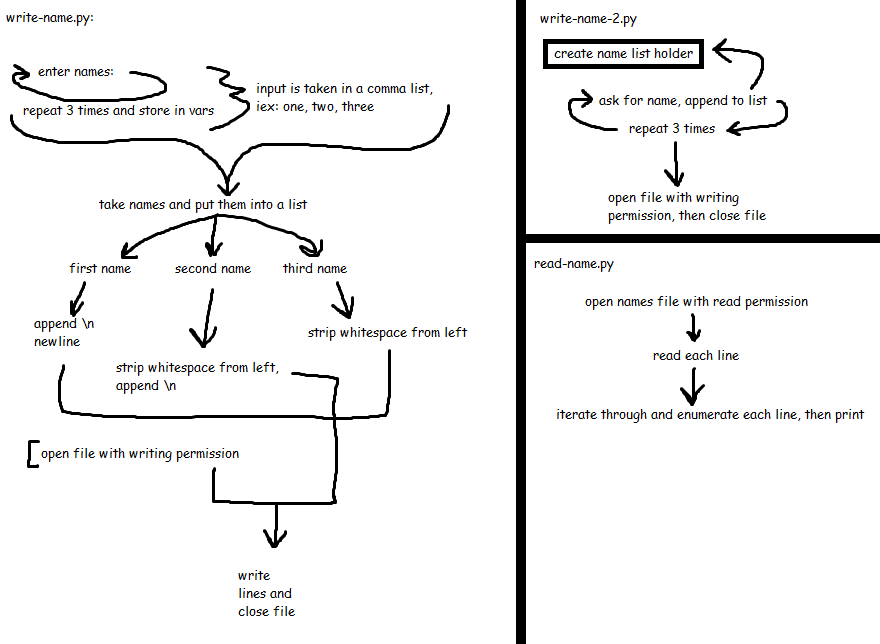 write-name.py:
enter names:
repeat 3 times and store in vars
input is taken in a comma list,
iex: one, two, three
take names and put them into a list
first name
second name
third name
append \n
newline
strip whitespace from left,
append \n
strip whitespace from left
open file with writing permission
write
lines and
close file
write-name-2.py
create name list holder
ask for name, append to list
repeat 3 times
open file with writing
permission, then close file
read-name.py
open names file with read permission
read each line
iterate through and enumerate each line, then print